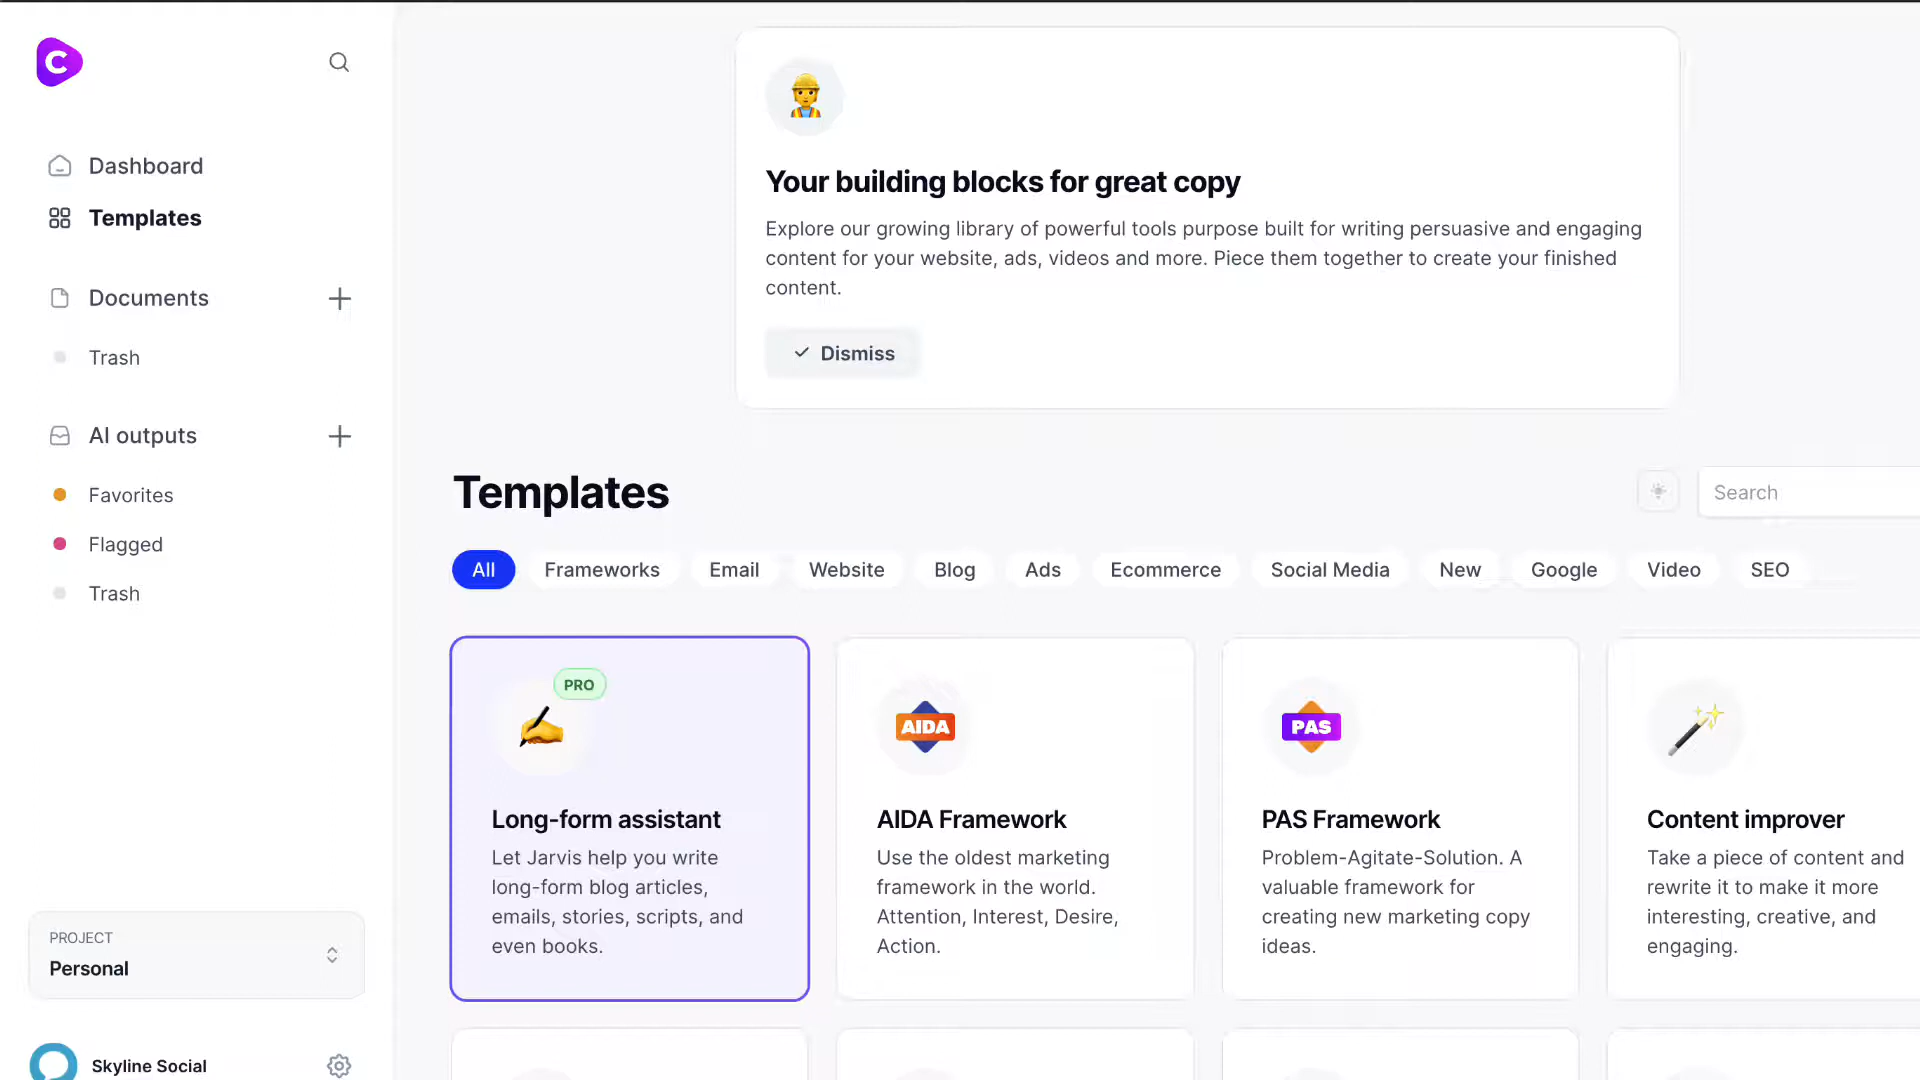 C
Dashboard
Templates
Documents
Trash
AI outputs
Favorites
Flagged
Trash
PROJECT
Personal
Skyline Social
Your building blocks for great copy
Explore our growing library of powerful tools purpose built for writing persuasive and engaging
content for your website, ads, videos and more. Piece them together to create your finished
content.
Dismiss
Templates
Search
All
Frameworks
Email
Website
Blog
Ads
Ecommerce
Social Media
New
Google
Video
SEO
PRO
Long-form assistant
Let Jarvis help you write
long-form blog articles,
emails, stories, scripts, and
even books.
AIDA
AIDA Framework
Use the oldest marketing
framework in the world.
Attention, Interest, Desire,
Action.
PAS
PAS Framework
Problem-Agitate-Solution. A
valuable framework for
creating new marketing copy
ideas.
Content improver
Take a piece of content and
rewrite it to make it more
interesting, creative, and
engaging.